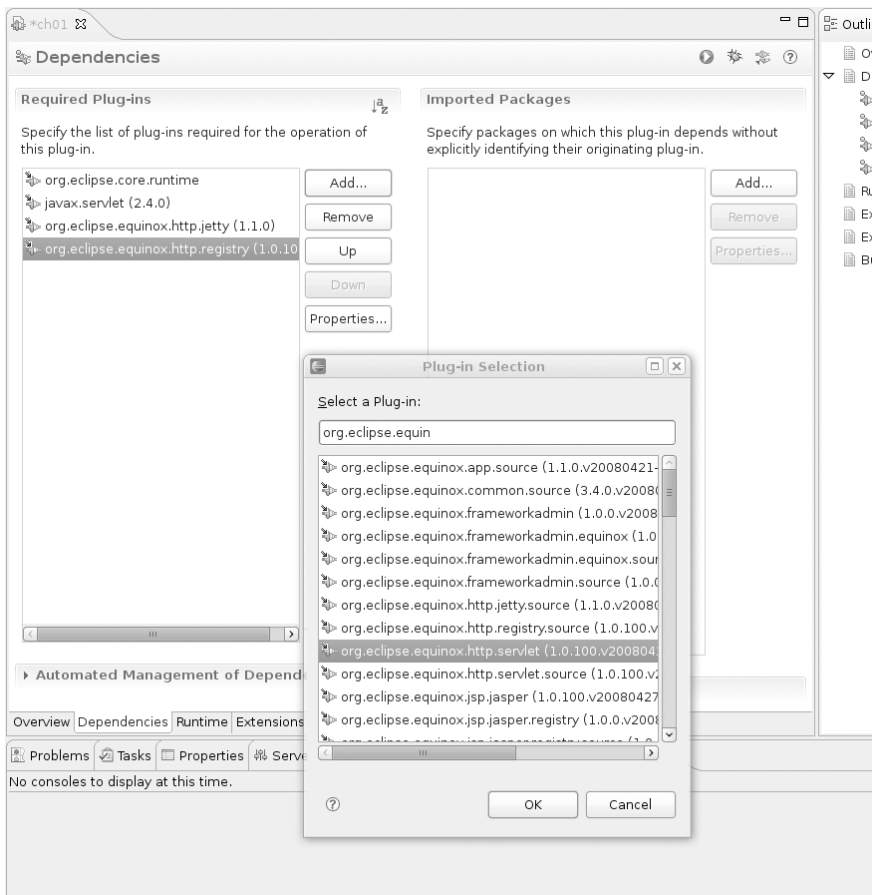 *ch01
Outli
Dependencies
Required Plug-ins
Specify the list of plug-ins required for the operation of
this plug-in.
org.eclipse.core.runtime
javax.servlet (2.4.0)
org.eclipse.equinox.http.jetty (1.1.0)
org.eclipse.equinox.http.registry (1.0.10
Add...
Remove
Up
Down
Properties...
Imported Packages
Specify packages on which this plug-in depends without
explicitly identifying their originating plug-in.
Add...
Remove
Properties...
Automated Management of Depend
Overview Dependencies Runtime Extensions
Problems Tasks Properties Serve
No consoles to display at this time.
Plug-in Selection
Select a Plug-in:
org.eclipse.equin
org.eclipse.equinox.app.source (1.1.0.v20080421-
org.eclipse.equinox.common.source (3.4.0.v2008
org.eclipse.equinox.frameworkadmin (1.0.0.v2008
org.eclipse.equinox.frameworkadmin.equinox (1.0
org.eclipse.equinox.frameworkadmin.equinox.sour
org.eclipse.equinox.frameworkadmin.source (1.0.0
org.eclipse.equinox.http.jetty.source (1.1.0.v2008
org.eclipse.equinox.http.registry.source (1.0.100.v
org.eclipse.equinox.http.servlet (1.0.100.v200804
org.eclipse.equinox.http.servlet.source (1.0.100.v
org.eclipse.equinox.jsp.jasper (1.0.100.v20080427
org.eclipse.equinox.jsp.jasper.registry (1.0.0.v2008
OK
Cancel